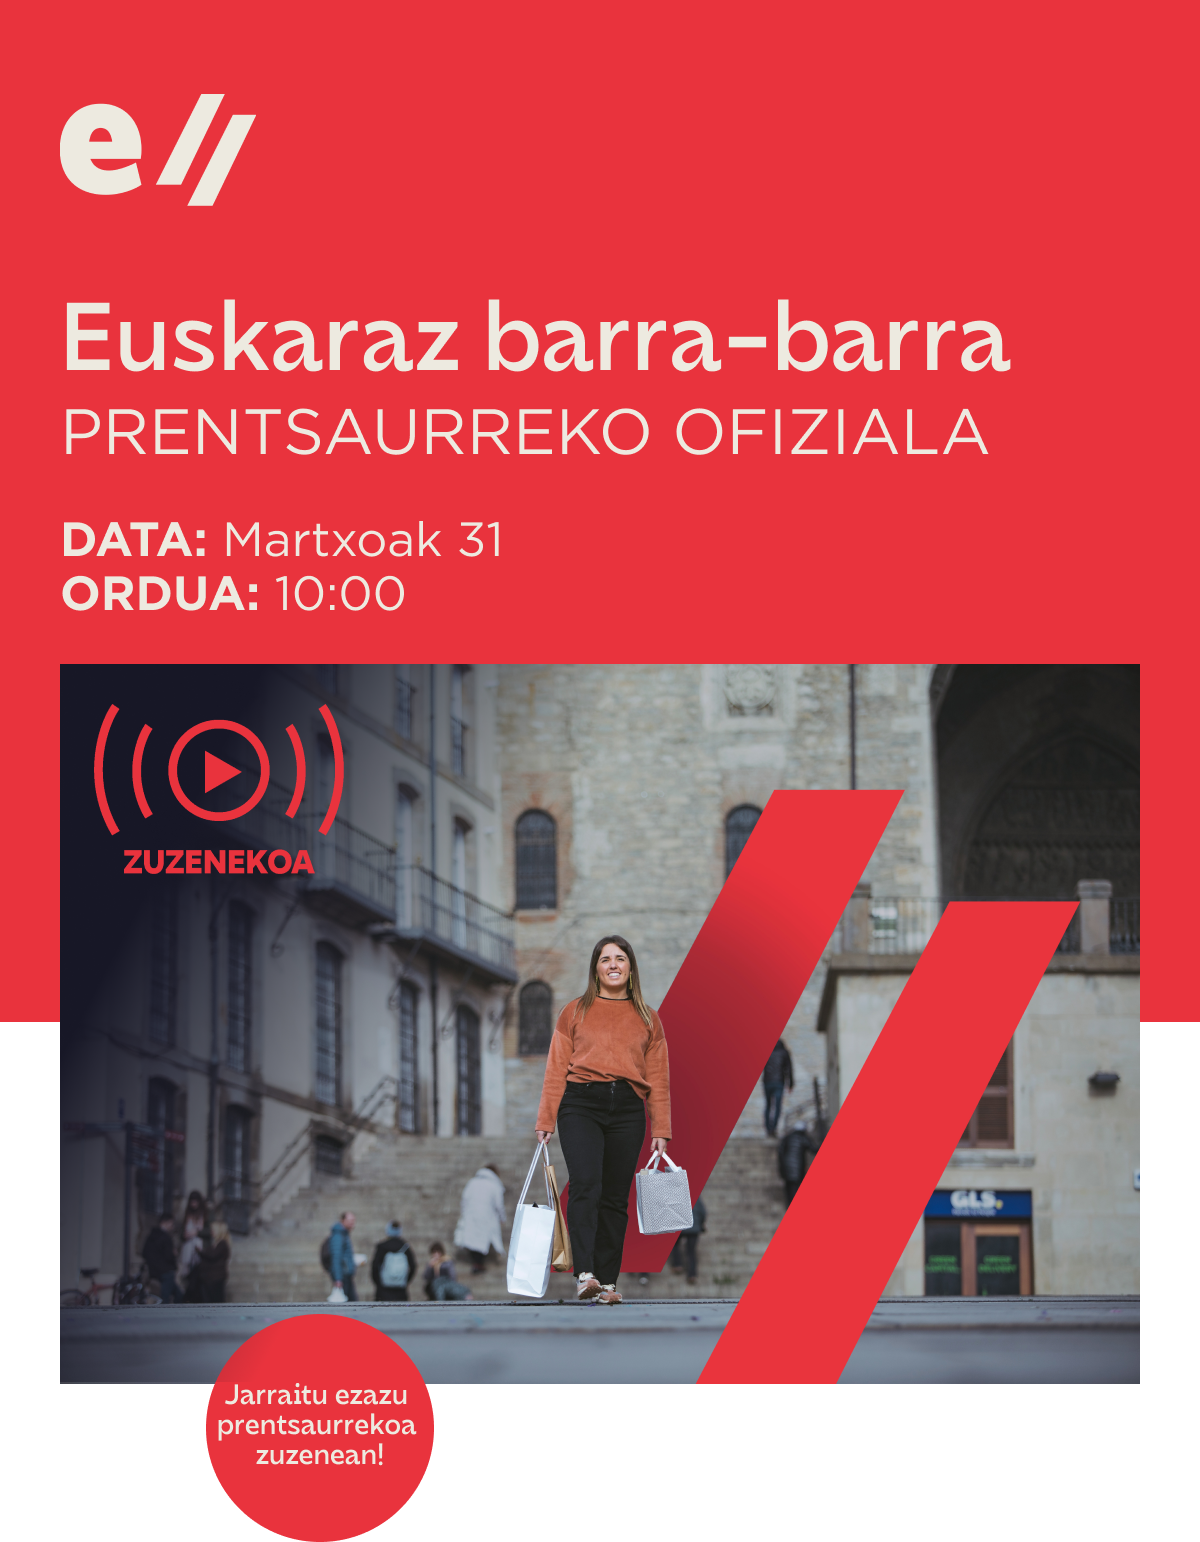 e//
Euskaraz barra-barra
PRENTSAURREKO OFIZIALA
DATA: Martxoak 31
ORDUA: 10:00
ZUZENEKOA
GLS.
Jarraitu ezazu
prentsaurrekoa
zuzenean!